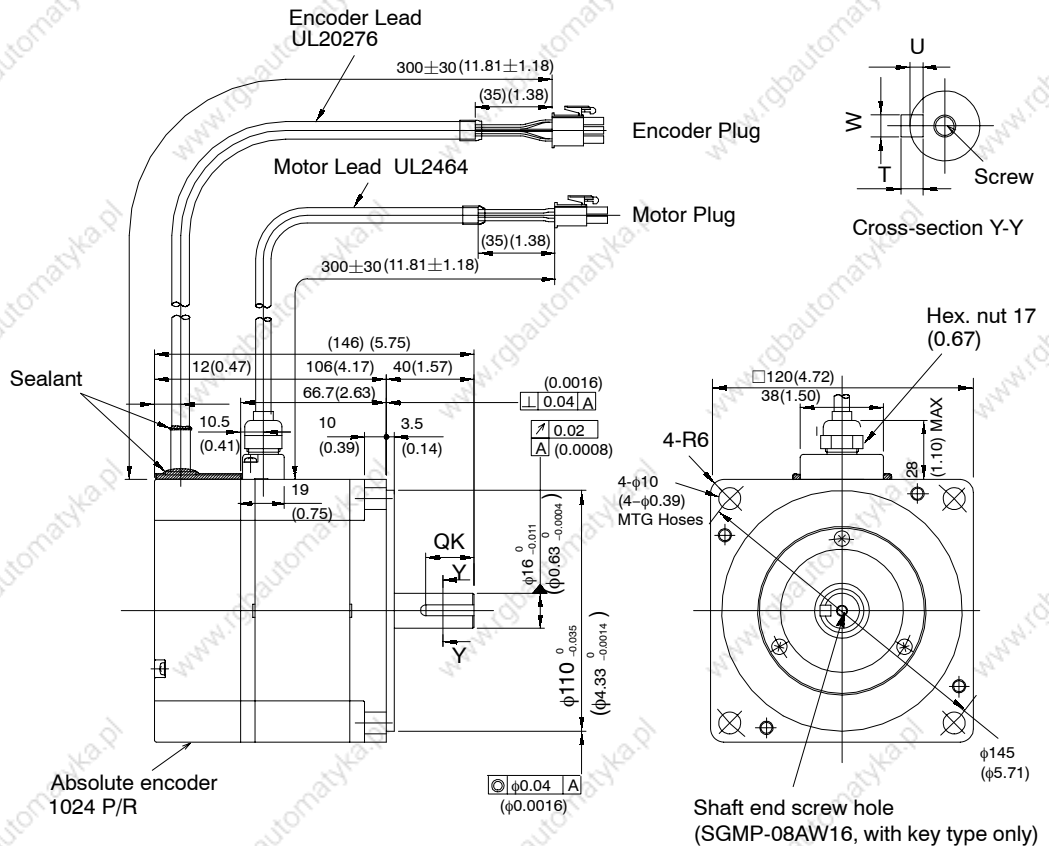 Encoder Lead
UL20276
300±30 (11.81±1.18)
(35)(1.38)
Encoder Plug
Motor Lead UL2464
Motor Plug
(35)(1.38)
300±30 (11.81±1.18)
U
W
T
Screw
Cross-section Y-Y
Hex. nut 17
(0.67)
Sealant
(146) (5.75)
12(0.47)
106(4.17)
40(1.57)
66.7(2.63)
(0.0016)
⊥ 0.04 A
↗ 0.02
A (0.0008)
10.5
(0.41)
10
(0.39)
3.5
(0.14)
19
(0.75)
QK
Y
Y
φ16 0 -0.011
(φ0.63 0 -0.0004)
φ110 0 -0.035
(φ4.33 0 -0.0014)
◎ φ0.04 A
(φ0.0016)
Absolute encoder
1024 P/R
□120(4.72)
38(1.50)
28
(1.10) MAX
4-R6
4-φ10
(4-φ0.39)
MTG Hoses
φ145
(φ5.71)
Shaft end screw hole
(SGMP-08AW16, with key type only)
www.rgbautomatyka.pl